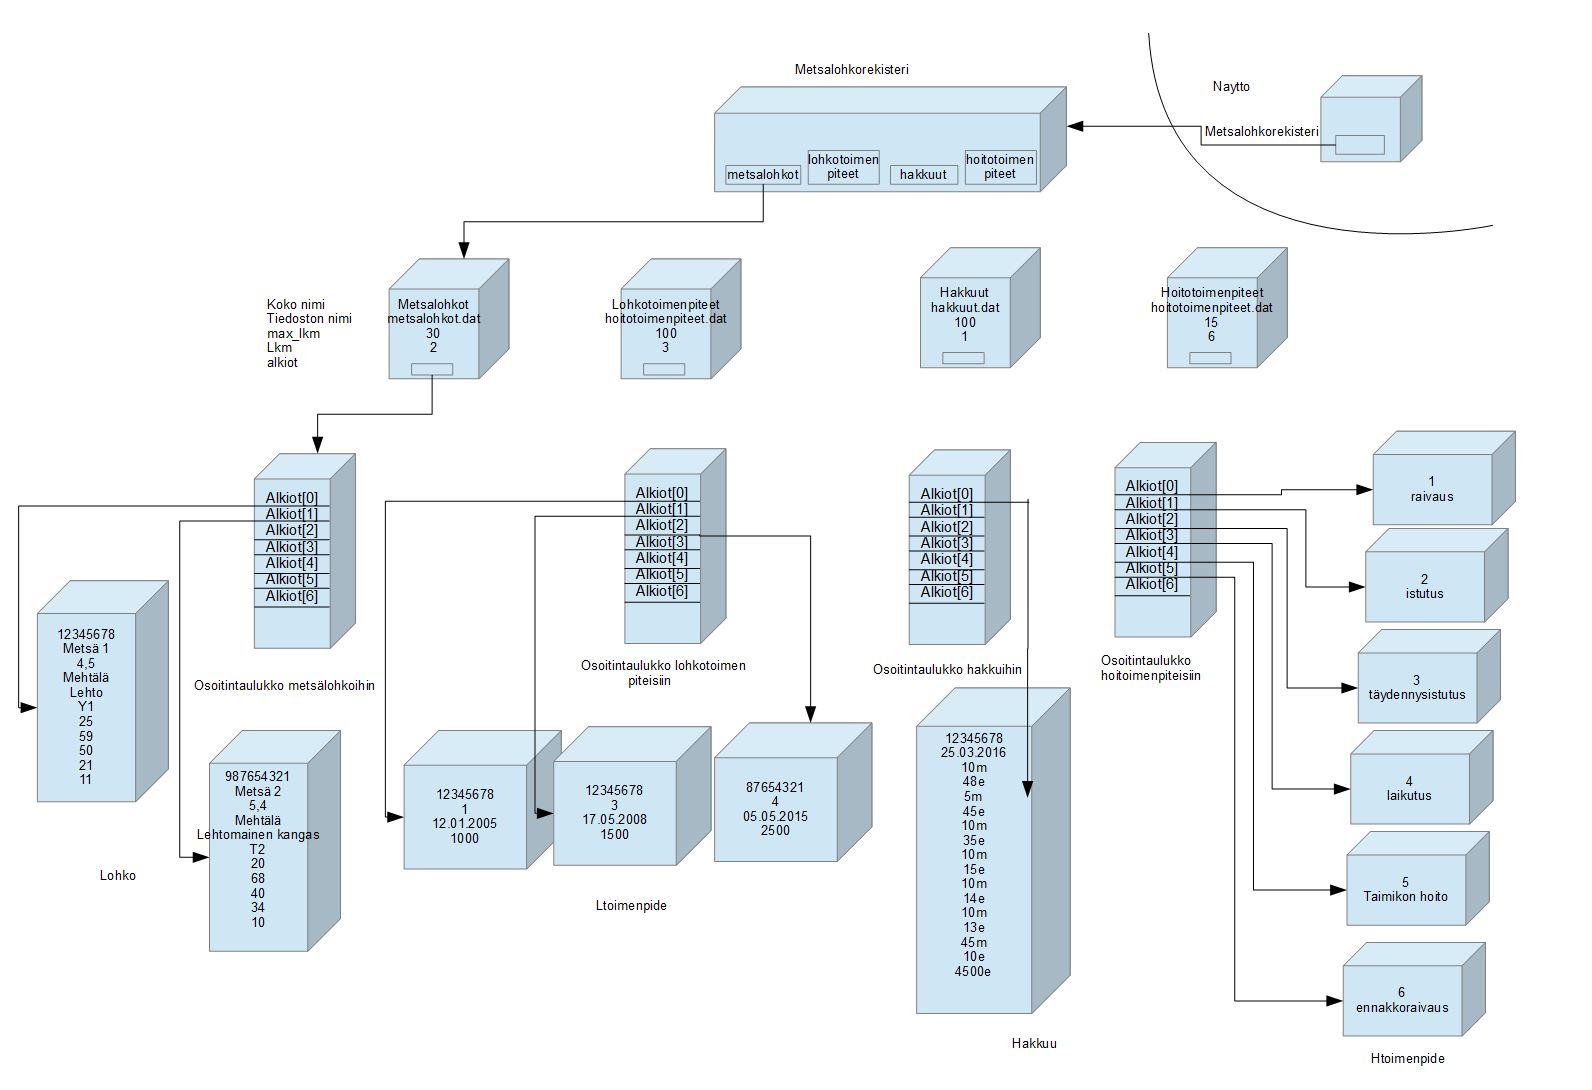 Metsalohkorekisteri
Naytto
Metsalohkorekisteri
metsalohkot
lohkotoimen
piteet
hakkuut
hoitotoimen
piteet
Koko nimi
Tiedoston nimi
max_lkm
Lkm
alkiot
Metsalohkot
metsalohkot.dat
30
2
Lohkotoimenpiteet
hoitotoimenpiteet.dat
100
3
Hakkuut
hakkuut.dat
100
1
Hoitotoimenpiteet
hoitotoimenpiteet.dat
15
6
Alkiot[0]
Alkiot[1]
Alkiot[2]
Alkiot[3]
Alkiot[4]
Alkiot[5]
Alkiot[6]
Osoitintaulukko metsälohkoihin
Alkiot[0]
Alkiot[1]
Alkiot[2]
Alkiot[3]
Alkiot[4]
Alkiot[5]
Alkiot[6]
Osoitintaulukko lohkotoimen
piteisiin
Alkiot[0]
Alkiot[1]
Alkiot[2]
Alkiot[3]
Alkiot[4]
Alkiot[5]
Alkiot[6]
Osoitintaulukko hakkuihin
Alkiot[0]
Alkiot[1]
Alkiot[2]
Alkiot[3]
Alkiot[4]
Alkiot[5]
Alkiot[6]
Osoitintaulukko
hoitoimenpiteisiin
12345678
Metsä 1
4,5
Mehtälä
Lehto
Y1
25
59
50
21
11
987654321
Metsä 2
5,4
Mehtälä
Lehtomainen kangas
T2
20
68
40
34
10
Lohko
12345678
1
12.01.2005
1000
12345678
3
17.05.2008
1500
87654321
4
05.05.2015
2500
Ltoimenpide
12345678
25.03.2016
10m
48e
5m
45e
10m
35e
10m
15e
10m
14e
10m
13e
45m
10e
4500e
Hakkuu
1
raivaus
2
istutus
3
täydennysistutus
4
laikutus
5
Taimikon hoito
6
ennakkoraivaus
Htoimenpide